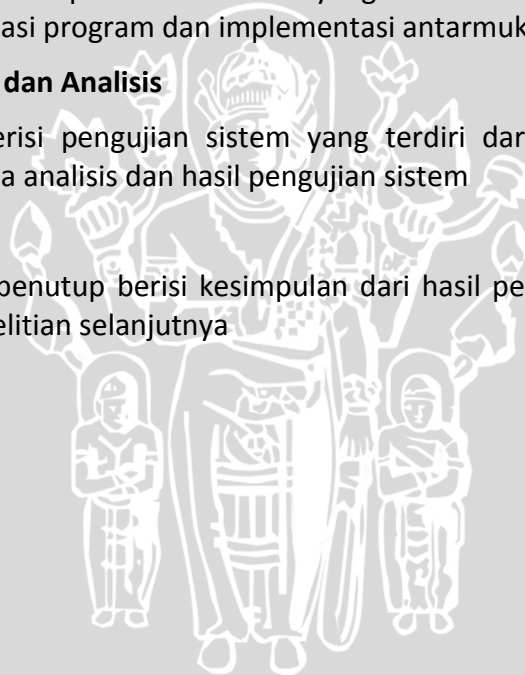 asi program dan implementasi antarmuk
dan Analisis
erisi pengujian sistem yang terdiri dar
a analisis dan hasil pengujian sistem
penutup berisi kesimpulan dari hasil pe
elitian selanjutnya